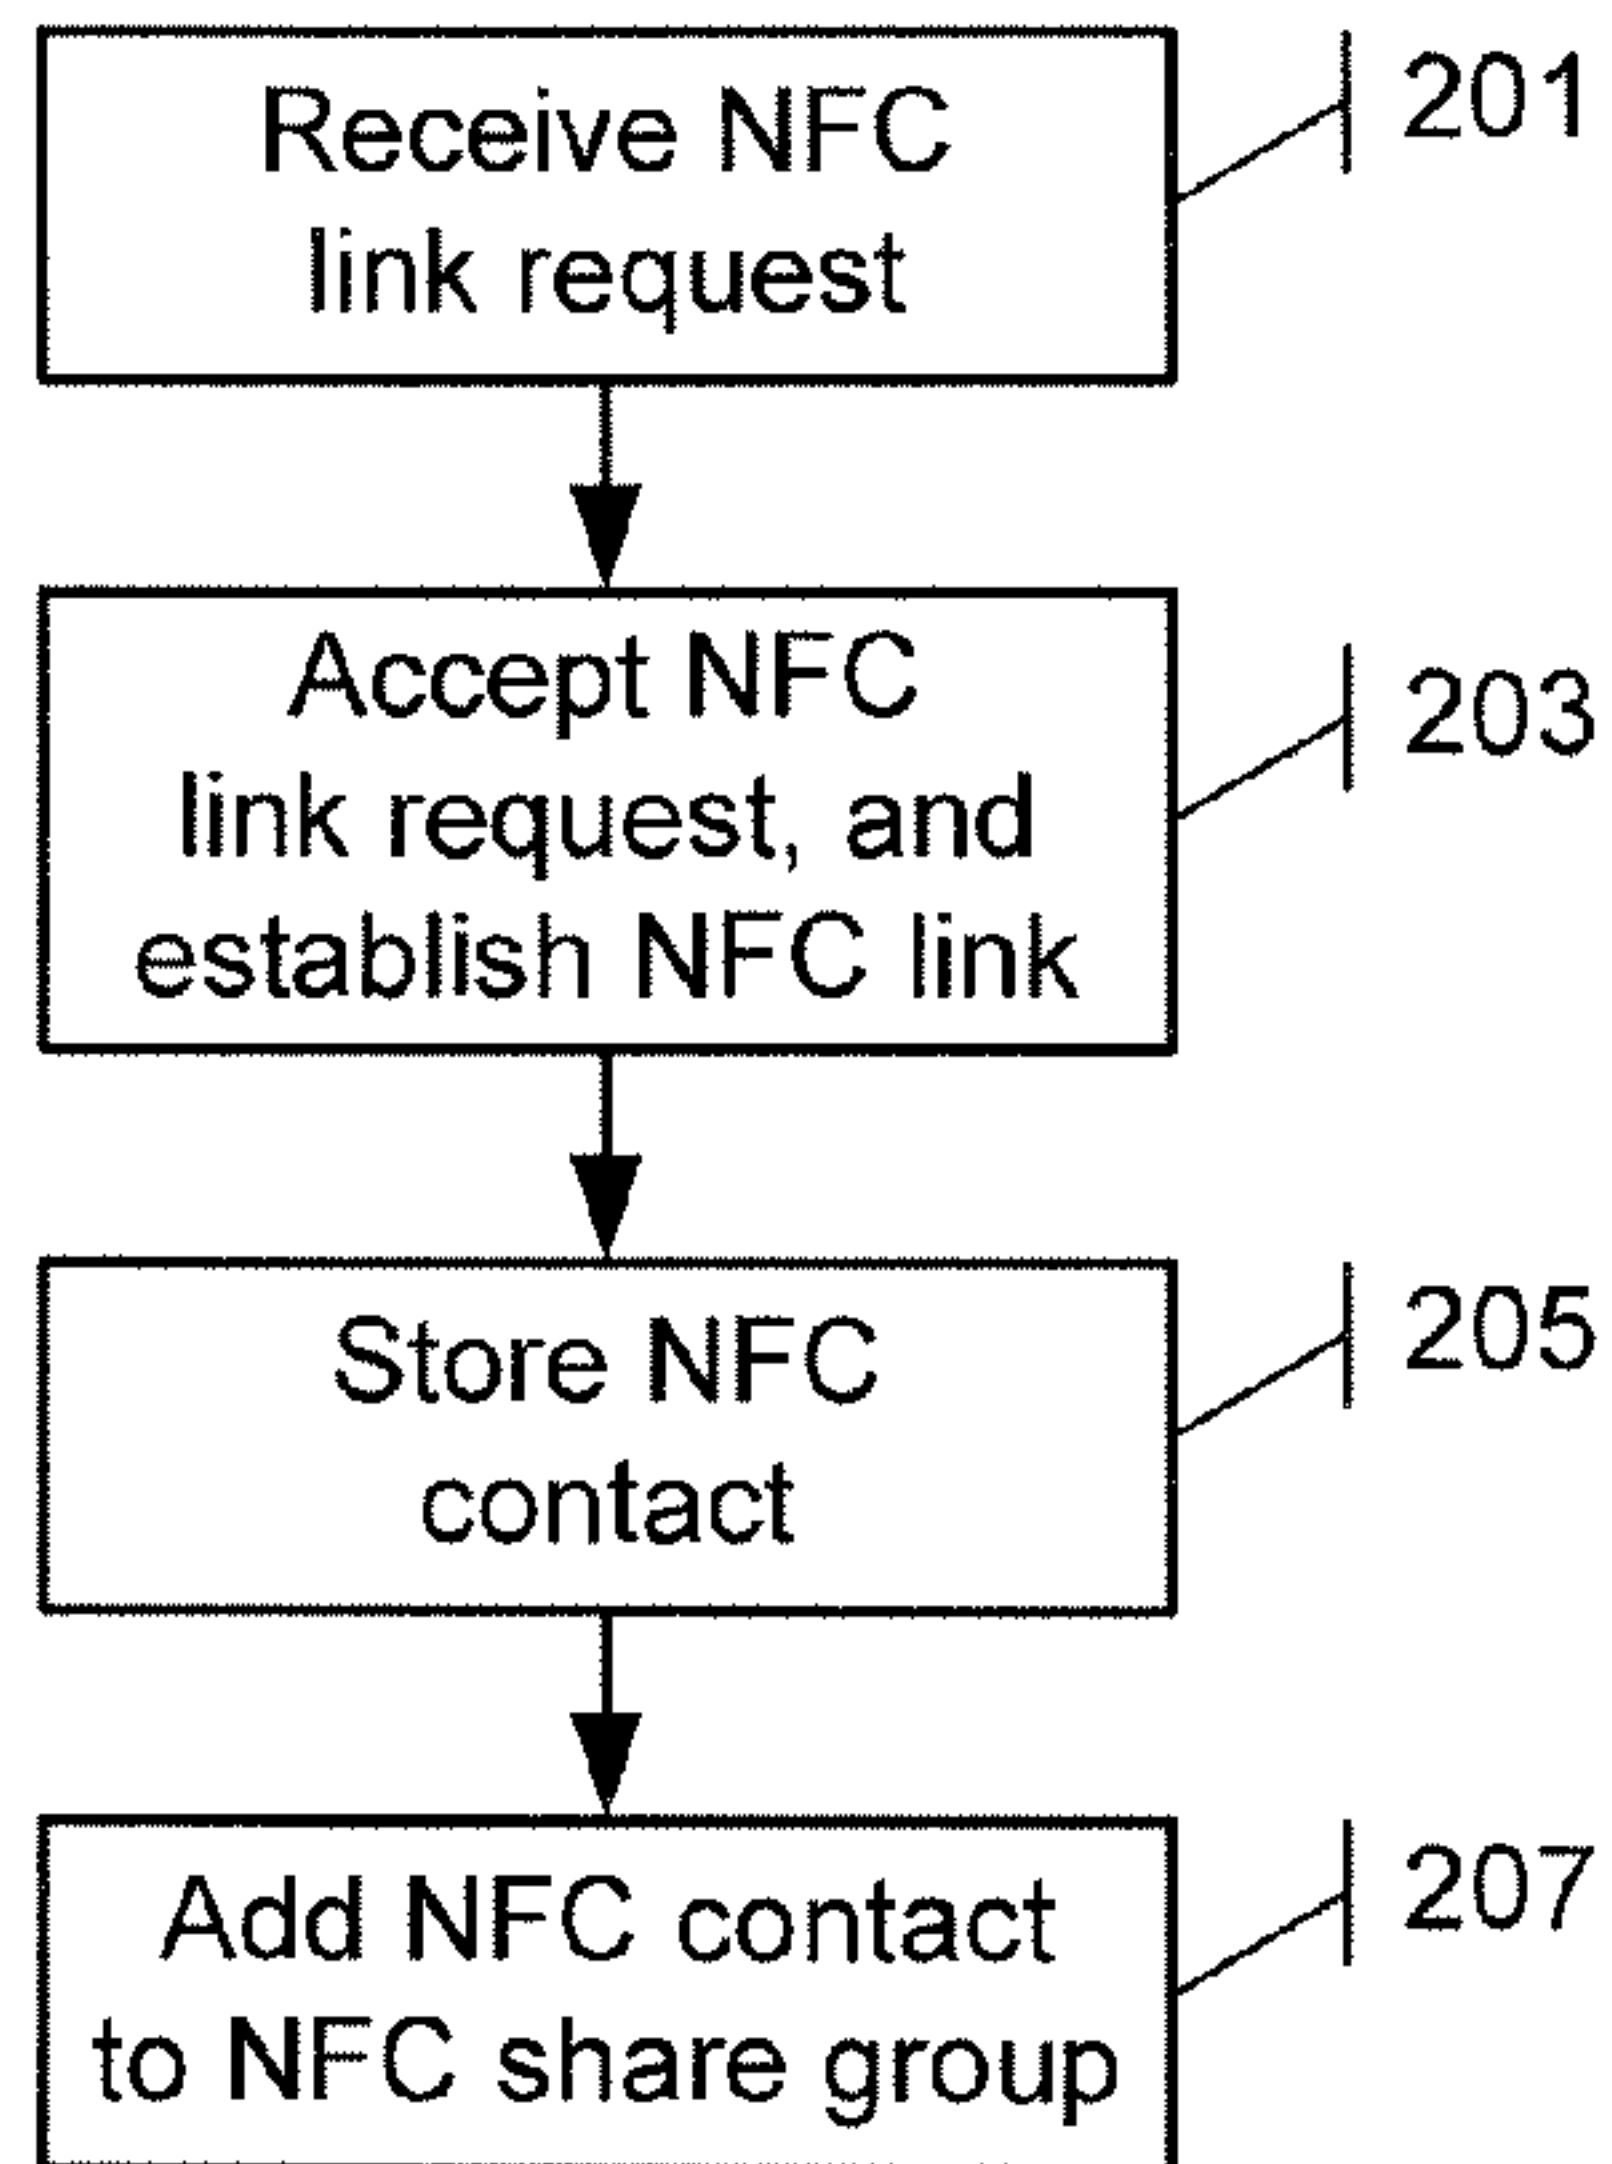 Receive NFC
link request
201
Accept NFC
link request, and
establish NFC link
203
Store NFC
contact
205
Add NFC contact
to NFC share group
207